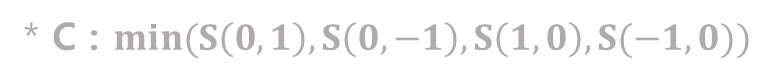 * C : min(S(0, 1), S(0, −1), S(1, 0), S(−1, 0))